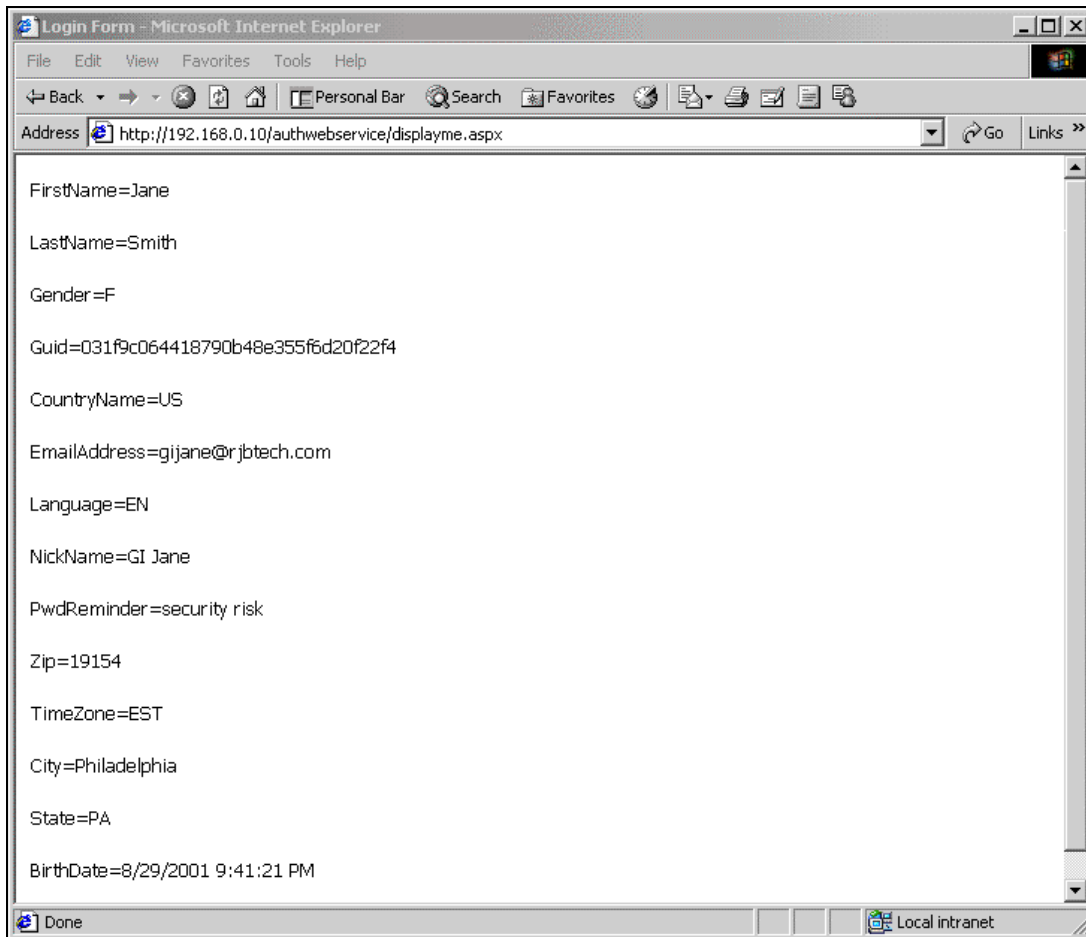 Login Form - Microsoft Internet Explorer
File Edit View Favorites Tools Help
Back Personal Bar Search Favorites
Address http://192.168.0.10/authwebservice/displayme.aspx Go Links »
FirstName=Jane
LastName=Smith
Gender=F
Guid=031f9c064418790b48e355f6d20f22f4
CountryName=US
EmailAddress=gijane@rjbtech.com
Language=EN
NickName=GI Jane
PwdReminder=security risk
Zip=19154
TimeZone=EST
City=Philadelphia
State=PA
BirthDate=8/29/2001 9:41:21 PM
Done Local intranet